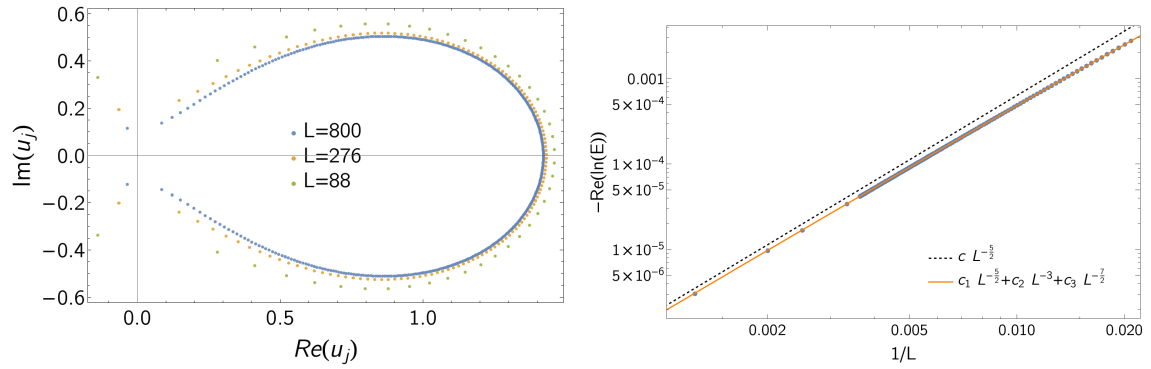 0.6
0.4
0.2
0.0
−0.2
−0.4
−0.6
Im(u_j)
L=800
L=276
L=88
0.0 0.5 1.0
Re(u_j)
0.001
5×10^{-4}
1×10^{-4}
5×10^{-5}
1×10^{-5}
5×10^{-6}
−Re(ln(E))
c L^{-\frac{5}{2}}
c_1 L^{-\frac{5}{2}}+c_2 L^{-3}+c_3 L^{-\frac{7}{2}}
0.002 0.005 0.010 0.020
1/L